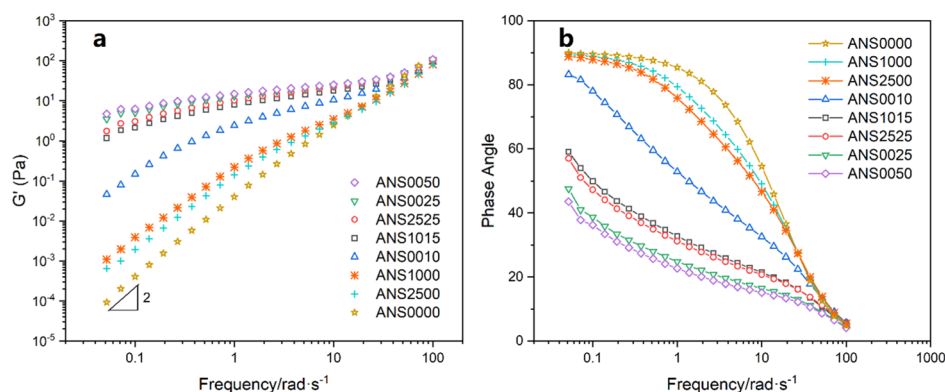 a
G' (Pa)
10³
10²
10¹
10⁰
10⁻¹
10⁻²
10⁻³
10⁻⁴
10⁻⁵
ANS0050
ANS0025
ANS2525
ANS1015
ANS0010
ANS1000
ANS2500
ANS0000
2
0.1 1 10 100
Frequency/rad·s⁻¹
b
Phase Angle
100
80
60
40
20
0
ANS0000
ANS1000
ANS2500
ANS0010
ANS1015
ANS2525
ANS0025
ANS0050
0.1 1 10 100 1000
Frequency/rad·s⁻¹